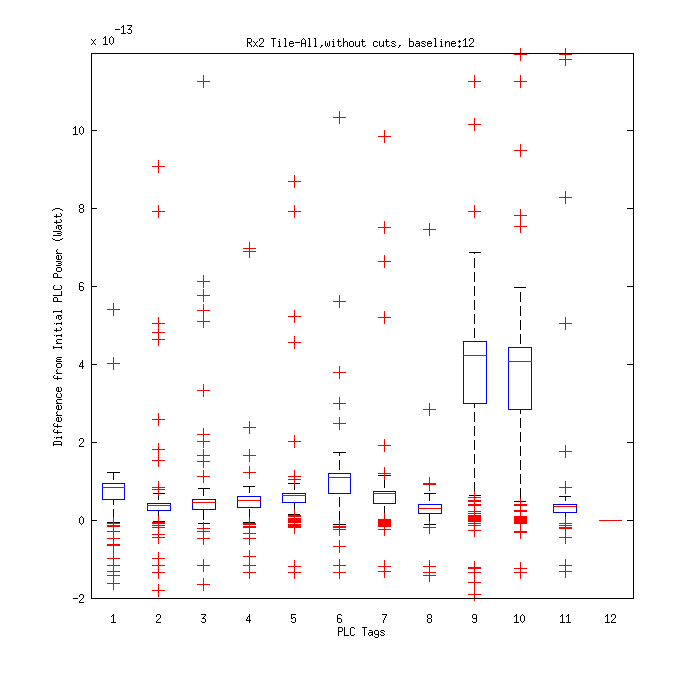 x 10^-13
Rx2 Tile-All,without cuts, baseline:12
10
8
6
4
2
0
-2
Difference from Initial PLC Power (Watt)
1 2 3 4 5 6 7 8 9 10 11 12
PLC Tags